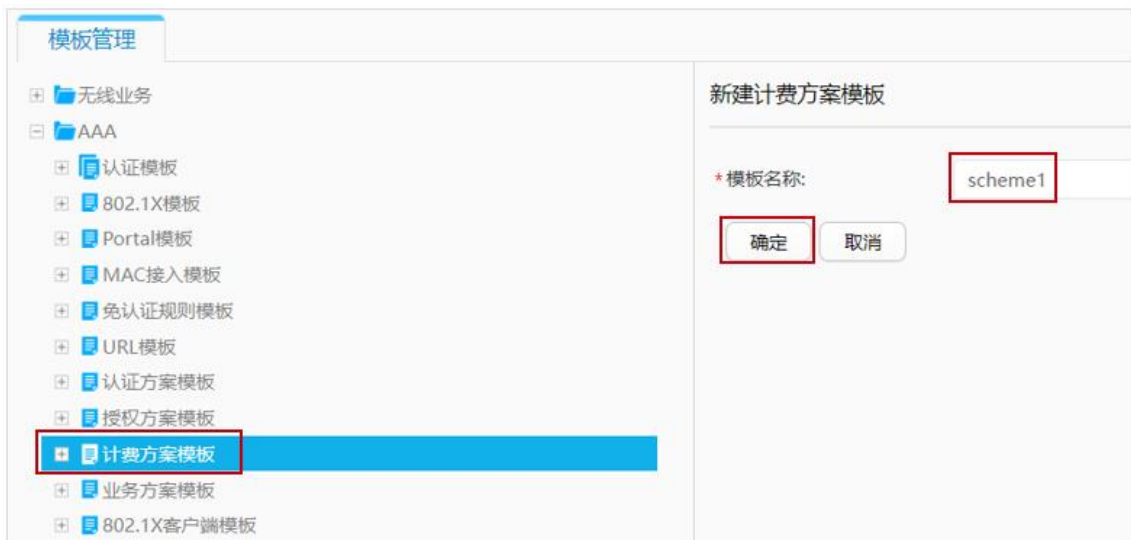 模板管理
无线业务
AAA
认证模板
802.1X模板
Portal模板
MAC接入模板
免认证规则模板
URL模板
认证方案模板
授权方案模板
计费方案模板
业务方案模板
802.1X客户端模板
新建计费方案模板
*模板名称: scheme1
确定 取消